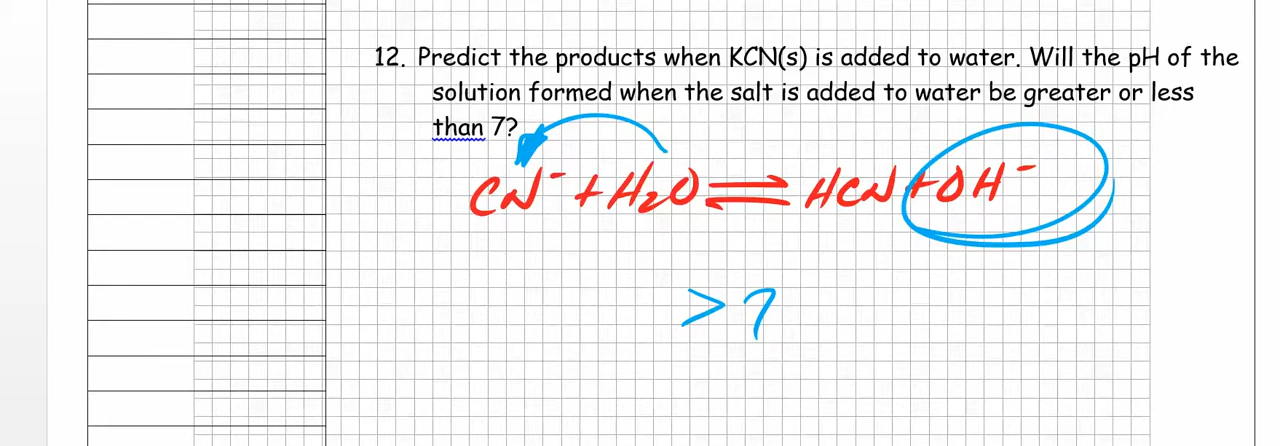 12. Predict the products when KCN(s) is added to water. Will the pH of the
solution formed when the salt is added to water be greater or less
than 7?
CN⁻ + H₂O ⇌ HCN + OH⁻
> 7